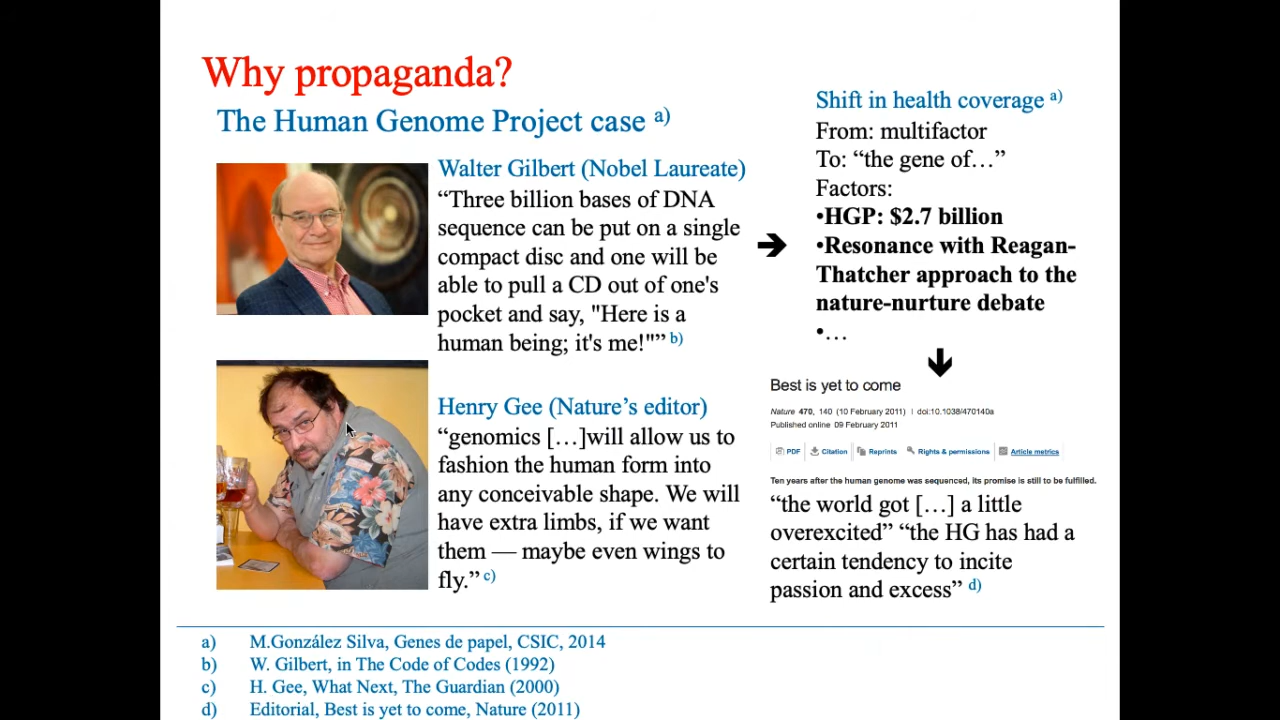 Why propaganda?
The Human Genome Project case a)
Walter Gilbert (Nobel Laureate)
“Three billion bases of DNA
sequence can be put on a single
compact disc and one will be
able to pull a CD out of one's
pocket and say, "Here is a
human being; it's me!"” b)
Henry Gee (Nature’s editor)
“genomics […]will allow us to
fashion the human form into
any conceivable shape. We will
have extra limbs, if we want
them — maybe even wings to
fly.” c)
Shift in health coverage a)
From: multifactor
To: “the gene of…”
Factors:
•HGP: $2.7 billion
•Resonance with Reagan-
Thatcher approach to the
nature-nurture debate
•…
Best is yet to come
Nature 470, 140 (10 February 2011) | doi:10.1038/470140a
Published online 09 February 2011
PDF Citation Reprints Rights & permissions Article metrics
Ten years after the human genome was sequenced, its promise is still to be fulfilled.
“the world got […] a little
overexcited” “the HG has had a
certain tendency to incite
passion and excess” d)
a) M.González Silva, Genes de papel, CSIC, 2014
b) W. Gilbert, in The Code of Codes (1992)
c) H. Gee, What Next, The Guardian (2000)
d) Editorial, Best is yet to come, Nature (2011)